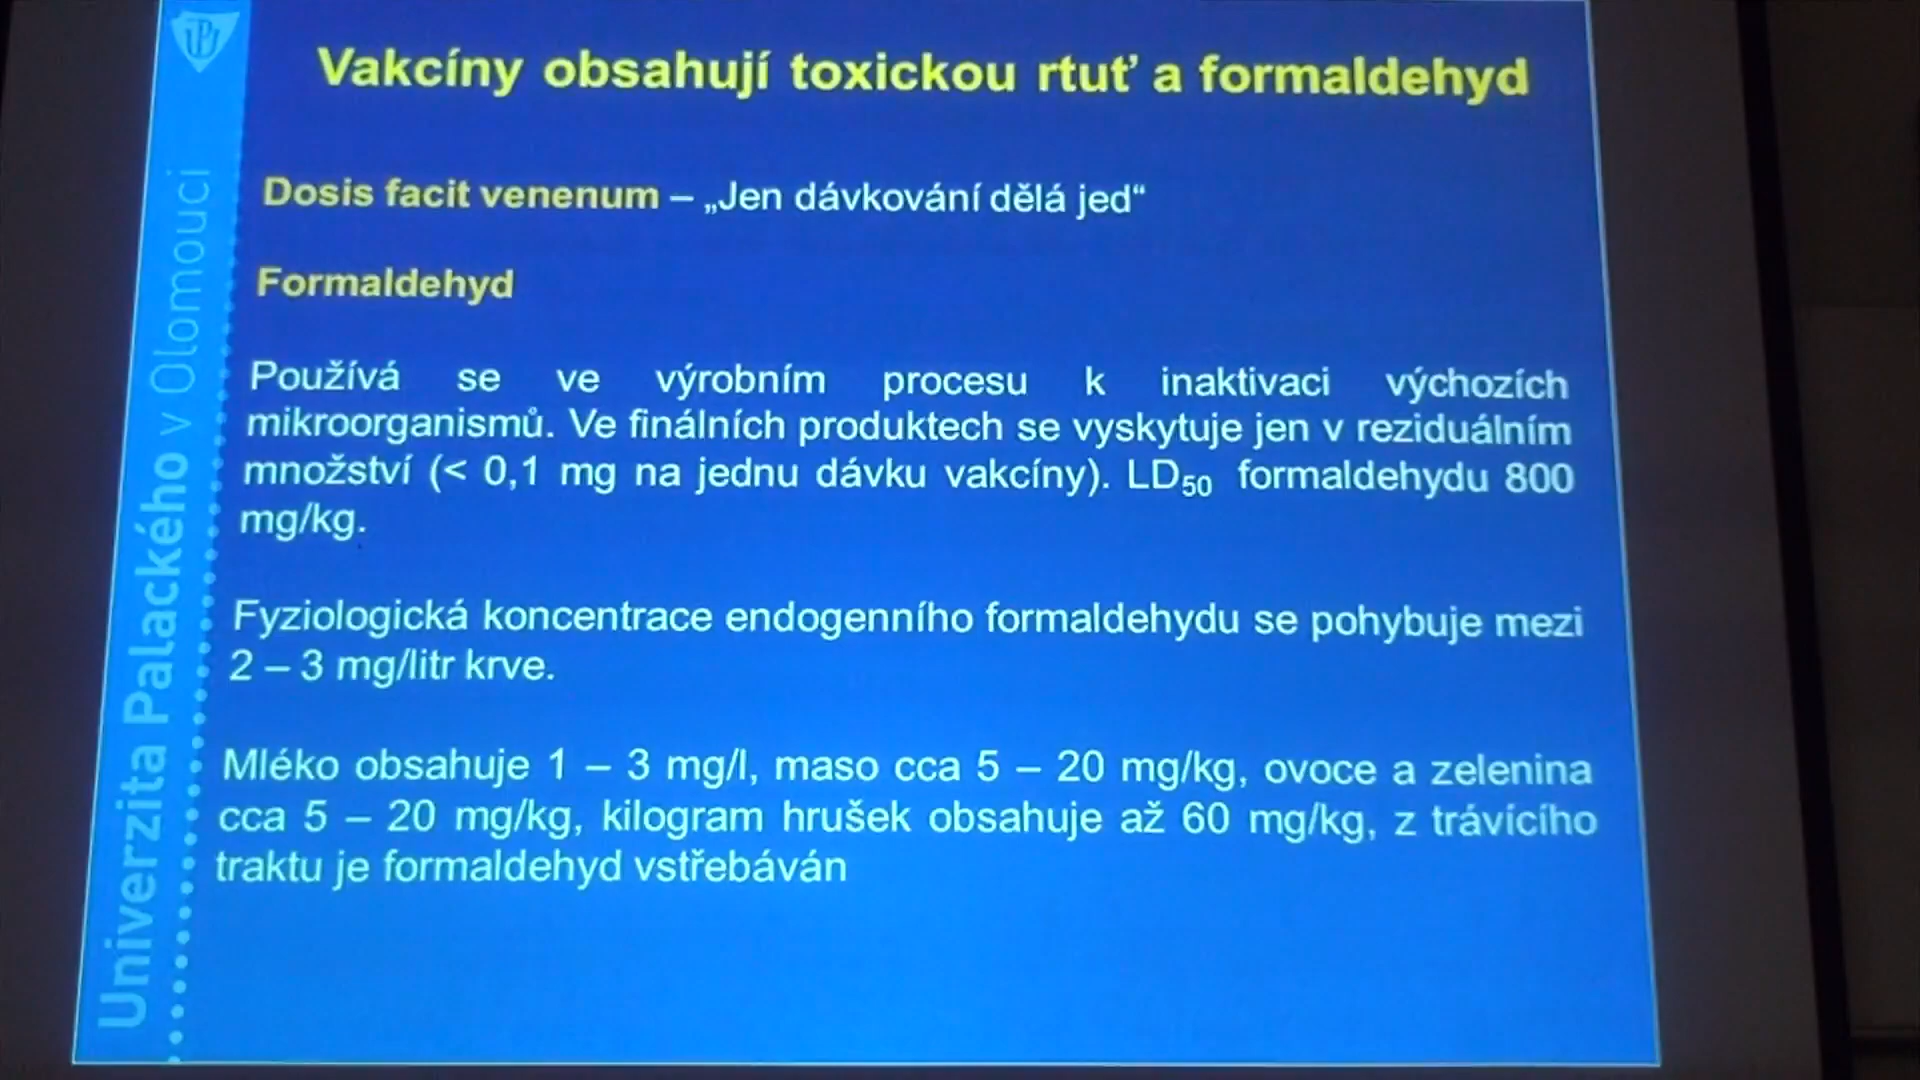 Vakcíny obsahují toxickou rtuť a formaldehyd
Dosis facit venenum – „Jen dávkování dělá jed“
Formaldehyd
Používá se ve výrobním procesu k inaktivaci výchozích
mikroorganismů. Ve finálních produktech se vyskytuje jen v reziduálním
množství (< 0,1 mg na jednu dávku vakcíny). LD50 formaldehydu 800
mg/kg.
Fyziologická koncentrace endogenního formaldehydu se pohybuje mezi
2 – 3 mg/litr krve.
Mléko obsahuje 1 – 3 mg/l, maso cca 5 – 20 mg/kg, ovoce a zelenina
cca 5 – 20 mg/kg, kilogram hrušek obsahuje až 60 mg/kg, z trávícího
traktu je formaldehyd vstřebáván
Univerzita Palackého v Olomouci